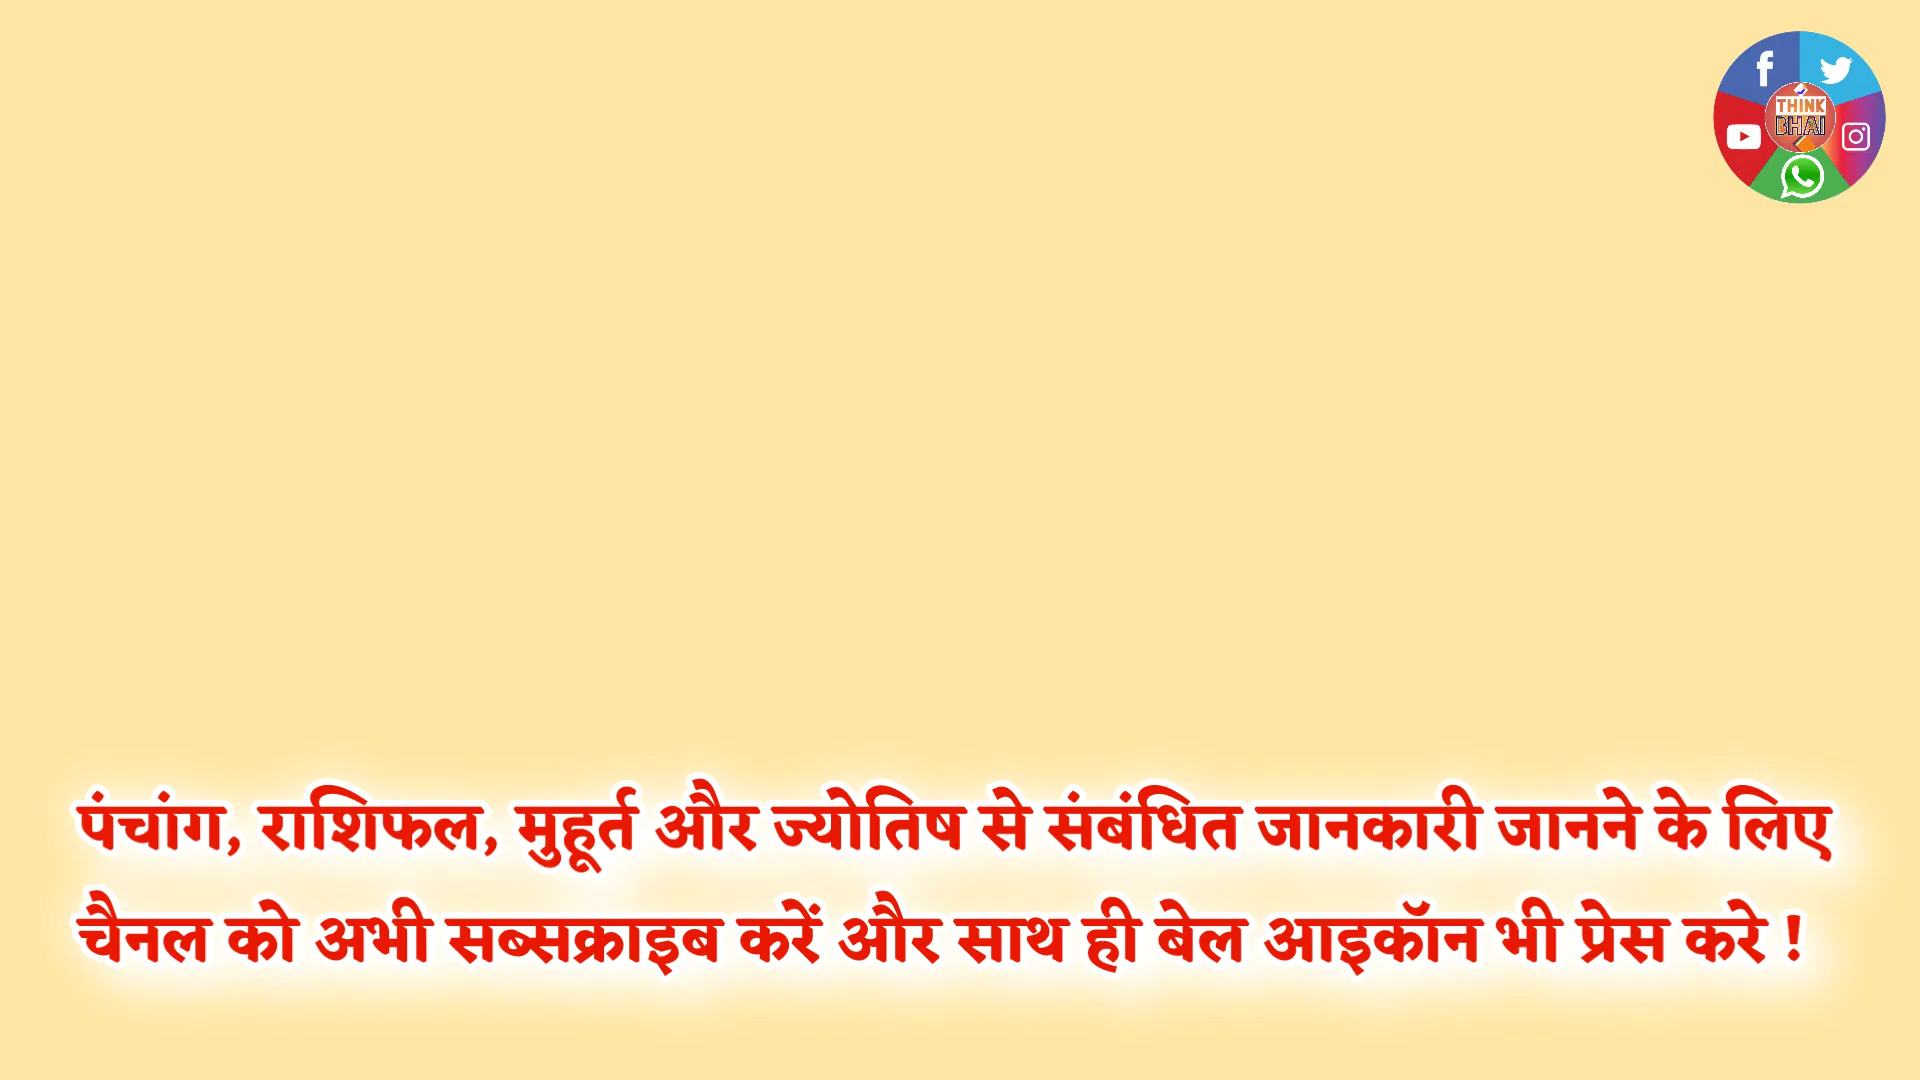 THINK
BHAI
पंचांग, राशिफल, मुहूर्त और ज्योतिष से संबंधित जानकारी जानने के लिए
चैनल को अभी सब्सक्राइब करें और साथ ही बेल आइकॉन भी प्रेस करे !